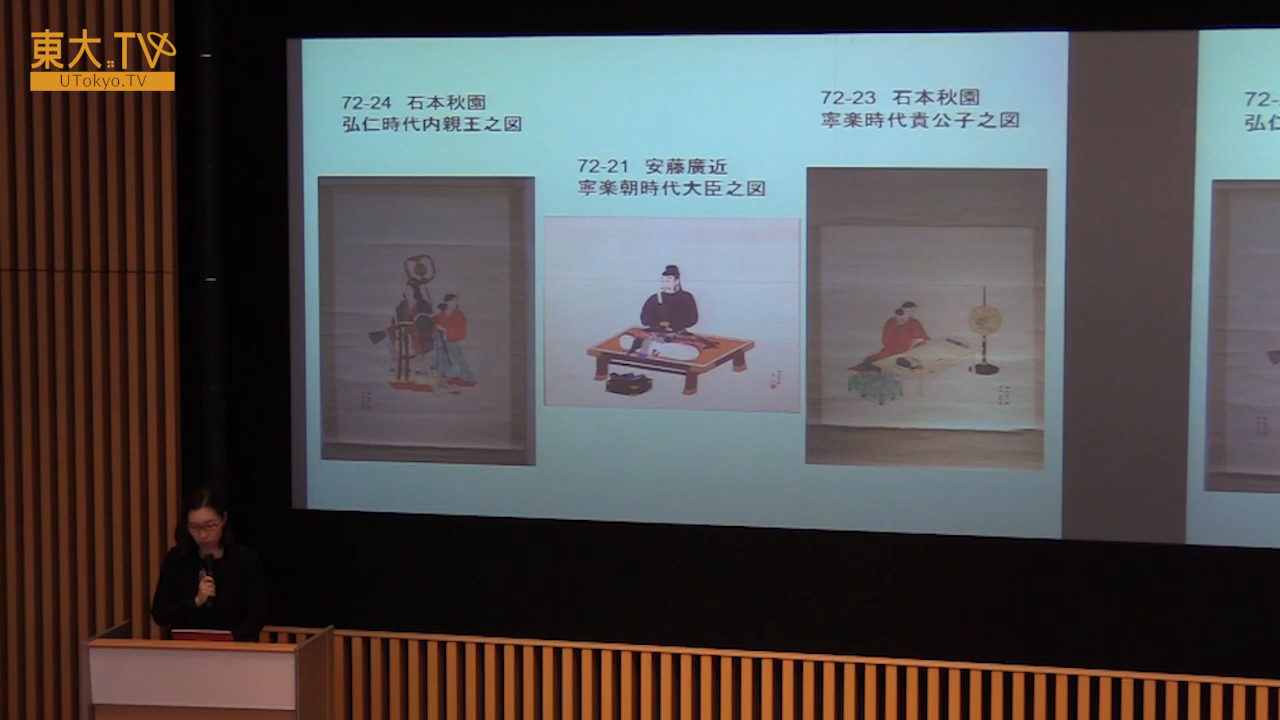 東大.TV
UTokyo.TV
72-24 石本秋園
弘仁時代内親王之図
72-21 安藤廣近
寧楽朝時代大臣之図
72-23 石本秋園
寧楽時代貴公子之図
72-
弘仁